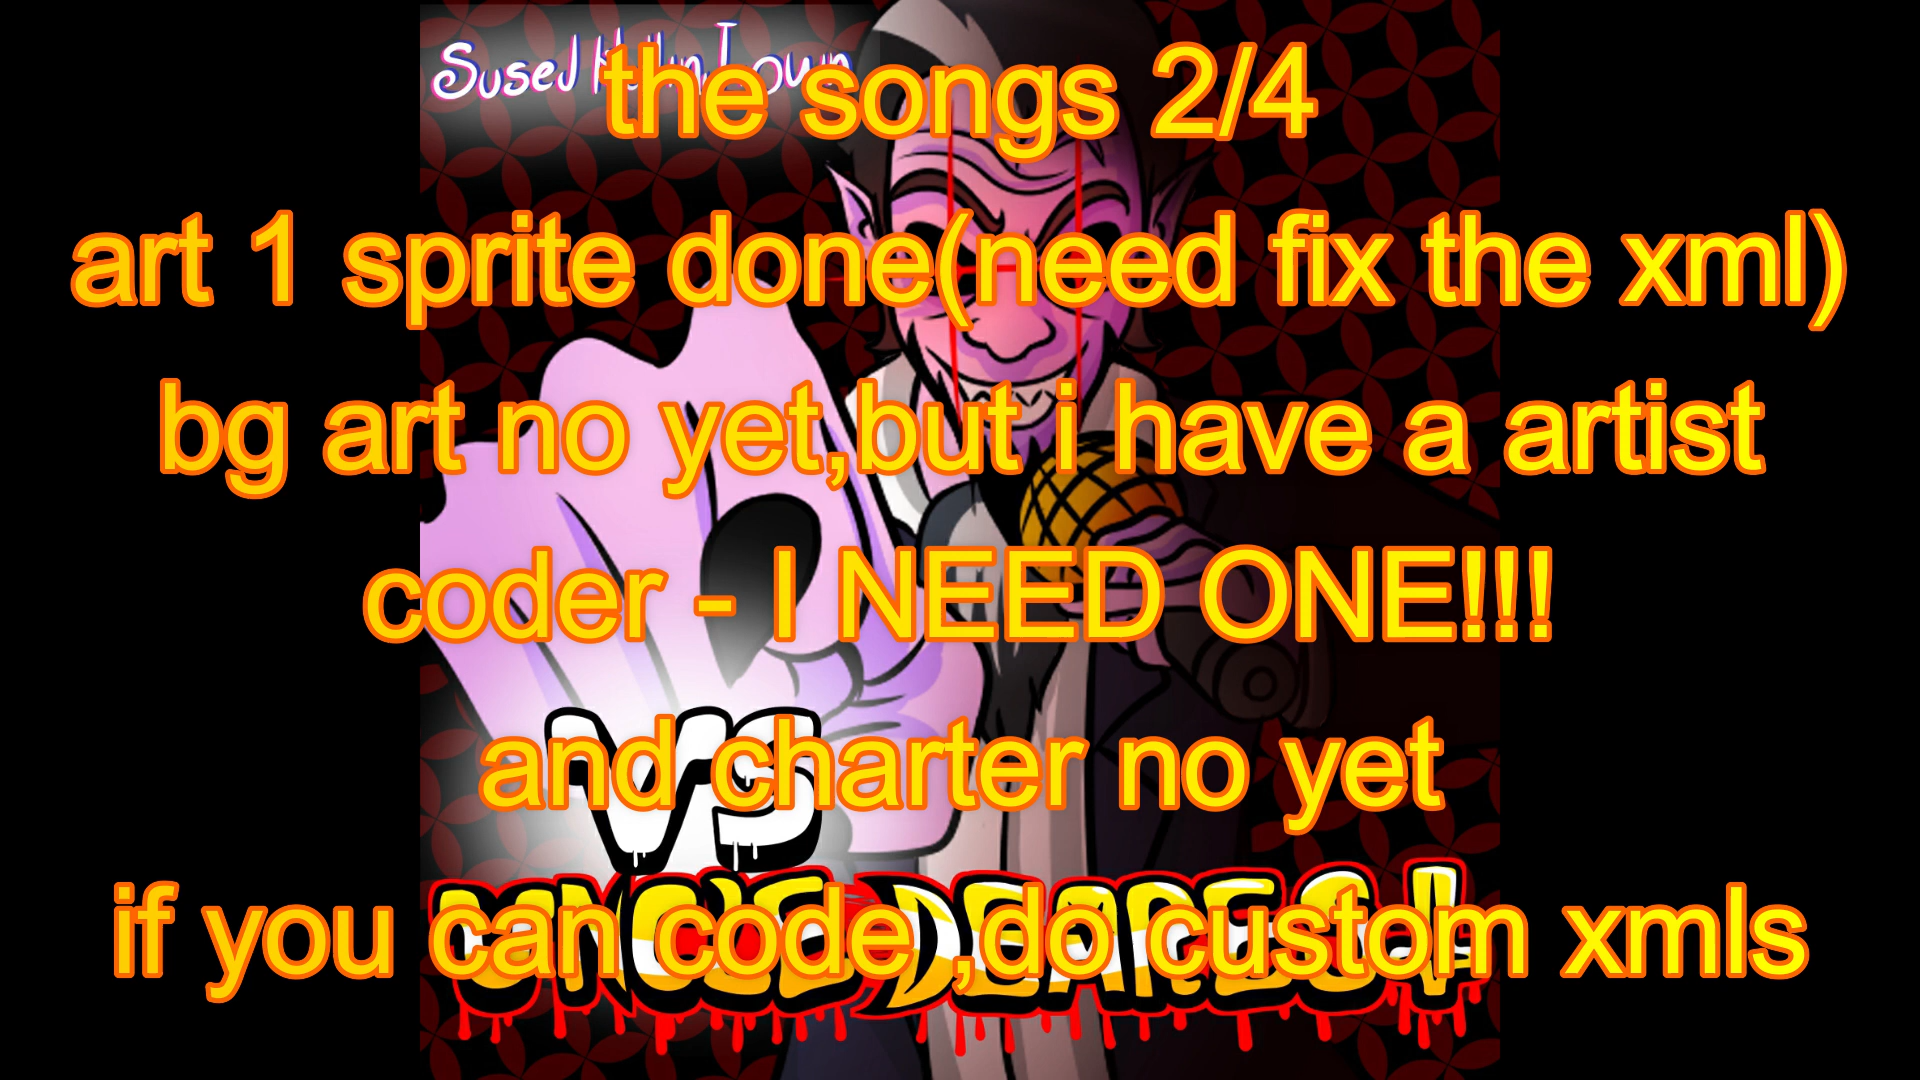 the songs 2/4
art 1 sprite done(need fix the xml)
bg art no yet,but i have a artist
coder - I NEED ONE!!!
and charter no yet
VS
if you can code ,do custom xmls